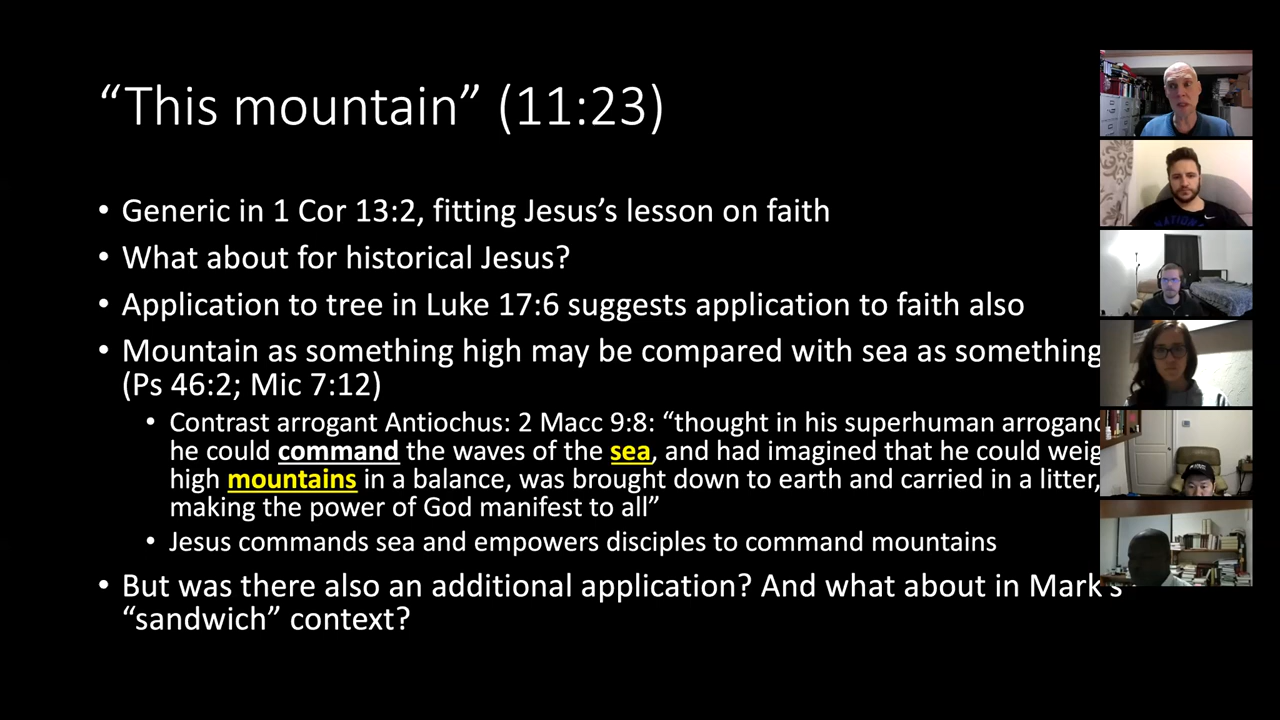 “This mountain” (11:23)
• Generic in 1 Cor 13:2, fitting Jesus’s lesson on faith
• What about for historical Jesus?
• Application to tree in Luke 17:6 suggests application to faith also
• Mountain as something high may be compared with sea as something
(Ps 46:2; Mic 7:12)
• Contrast arrogant Antiochus: 2 Macc 9:8: “thought in his superhuman
he could command the waves of the sea, and had imagined that he could
high mountains in a balance, was brought down to earth and carried in a litter,
making the power of God manifest to all”
• Jesus commands sea and empowers disciples to command mountains
• But was there also an additional application? And what about in Mark’s
“sandwich” context?